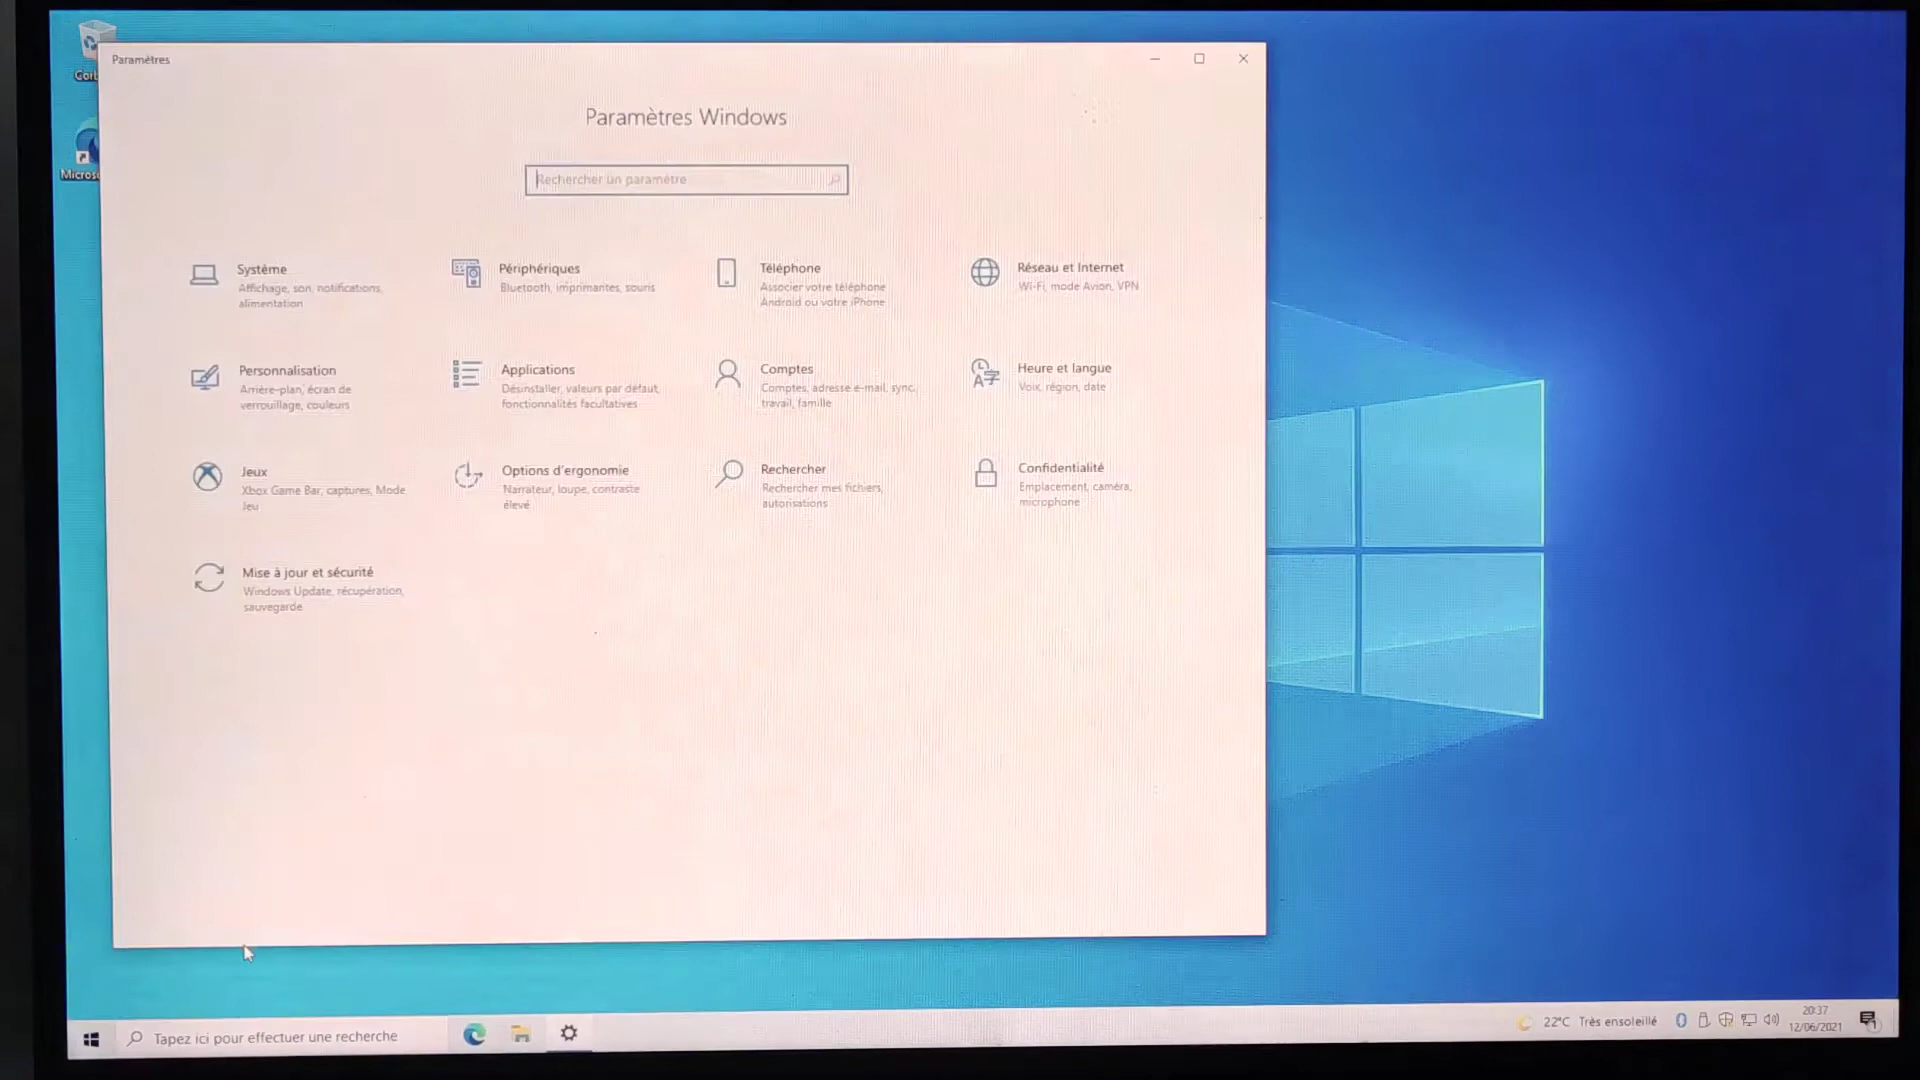 Paramètres
Paramètres Windows
Rechercher un paramètre
Système
Affichage, son, notifications,
alimentation
Périphériques
Bluetooth, imprimantes, souris
Téléphone
Associer votre téléphone
Android ou votre iPhone
Réseau et Internet
Wi-Fi, mode Avion, VPN
Personnalisation
Arrière-plan, écran de
verrouillage, couleurs
Applications
Désinstaller, valeurs par défaut,
fonctionnalités facultatives
Comptes
Comptes, adresse e-mail, sync,
travail, famille
Heure et langue
Voix, région, date
Jeux
Xbox Game Bar, captures, Mode
Jeu
Options d'ergonomie
Narrateur, loupe, contraste
élevé
Rechercher
Rechercher mes fichiers,
autorisations
Confidentialité
Emplacement, caméra,
microphone
Mise à jour et sécurité
Windows Update, récupération,
sauvegarde
Tapez ici pour effectuer une recherche
22°C Très ensoleillé
20:37
12/06/2021
1